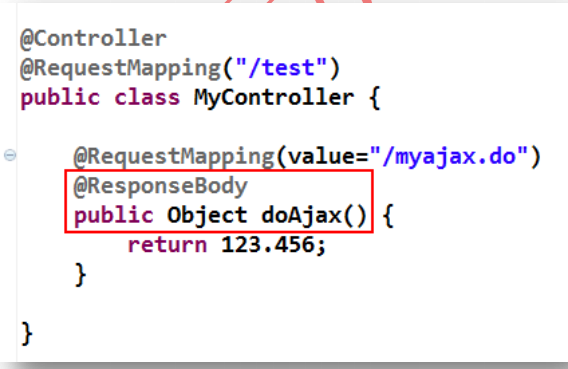 @Controller
@RequestMapping("/test")
public class MyController {
@RequestMapping(value="/myajax.do")
@ResponseBody
public Object doAjax() {
return 123.456;
}
}